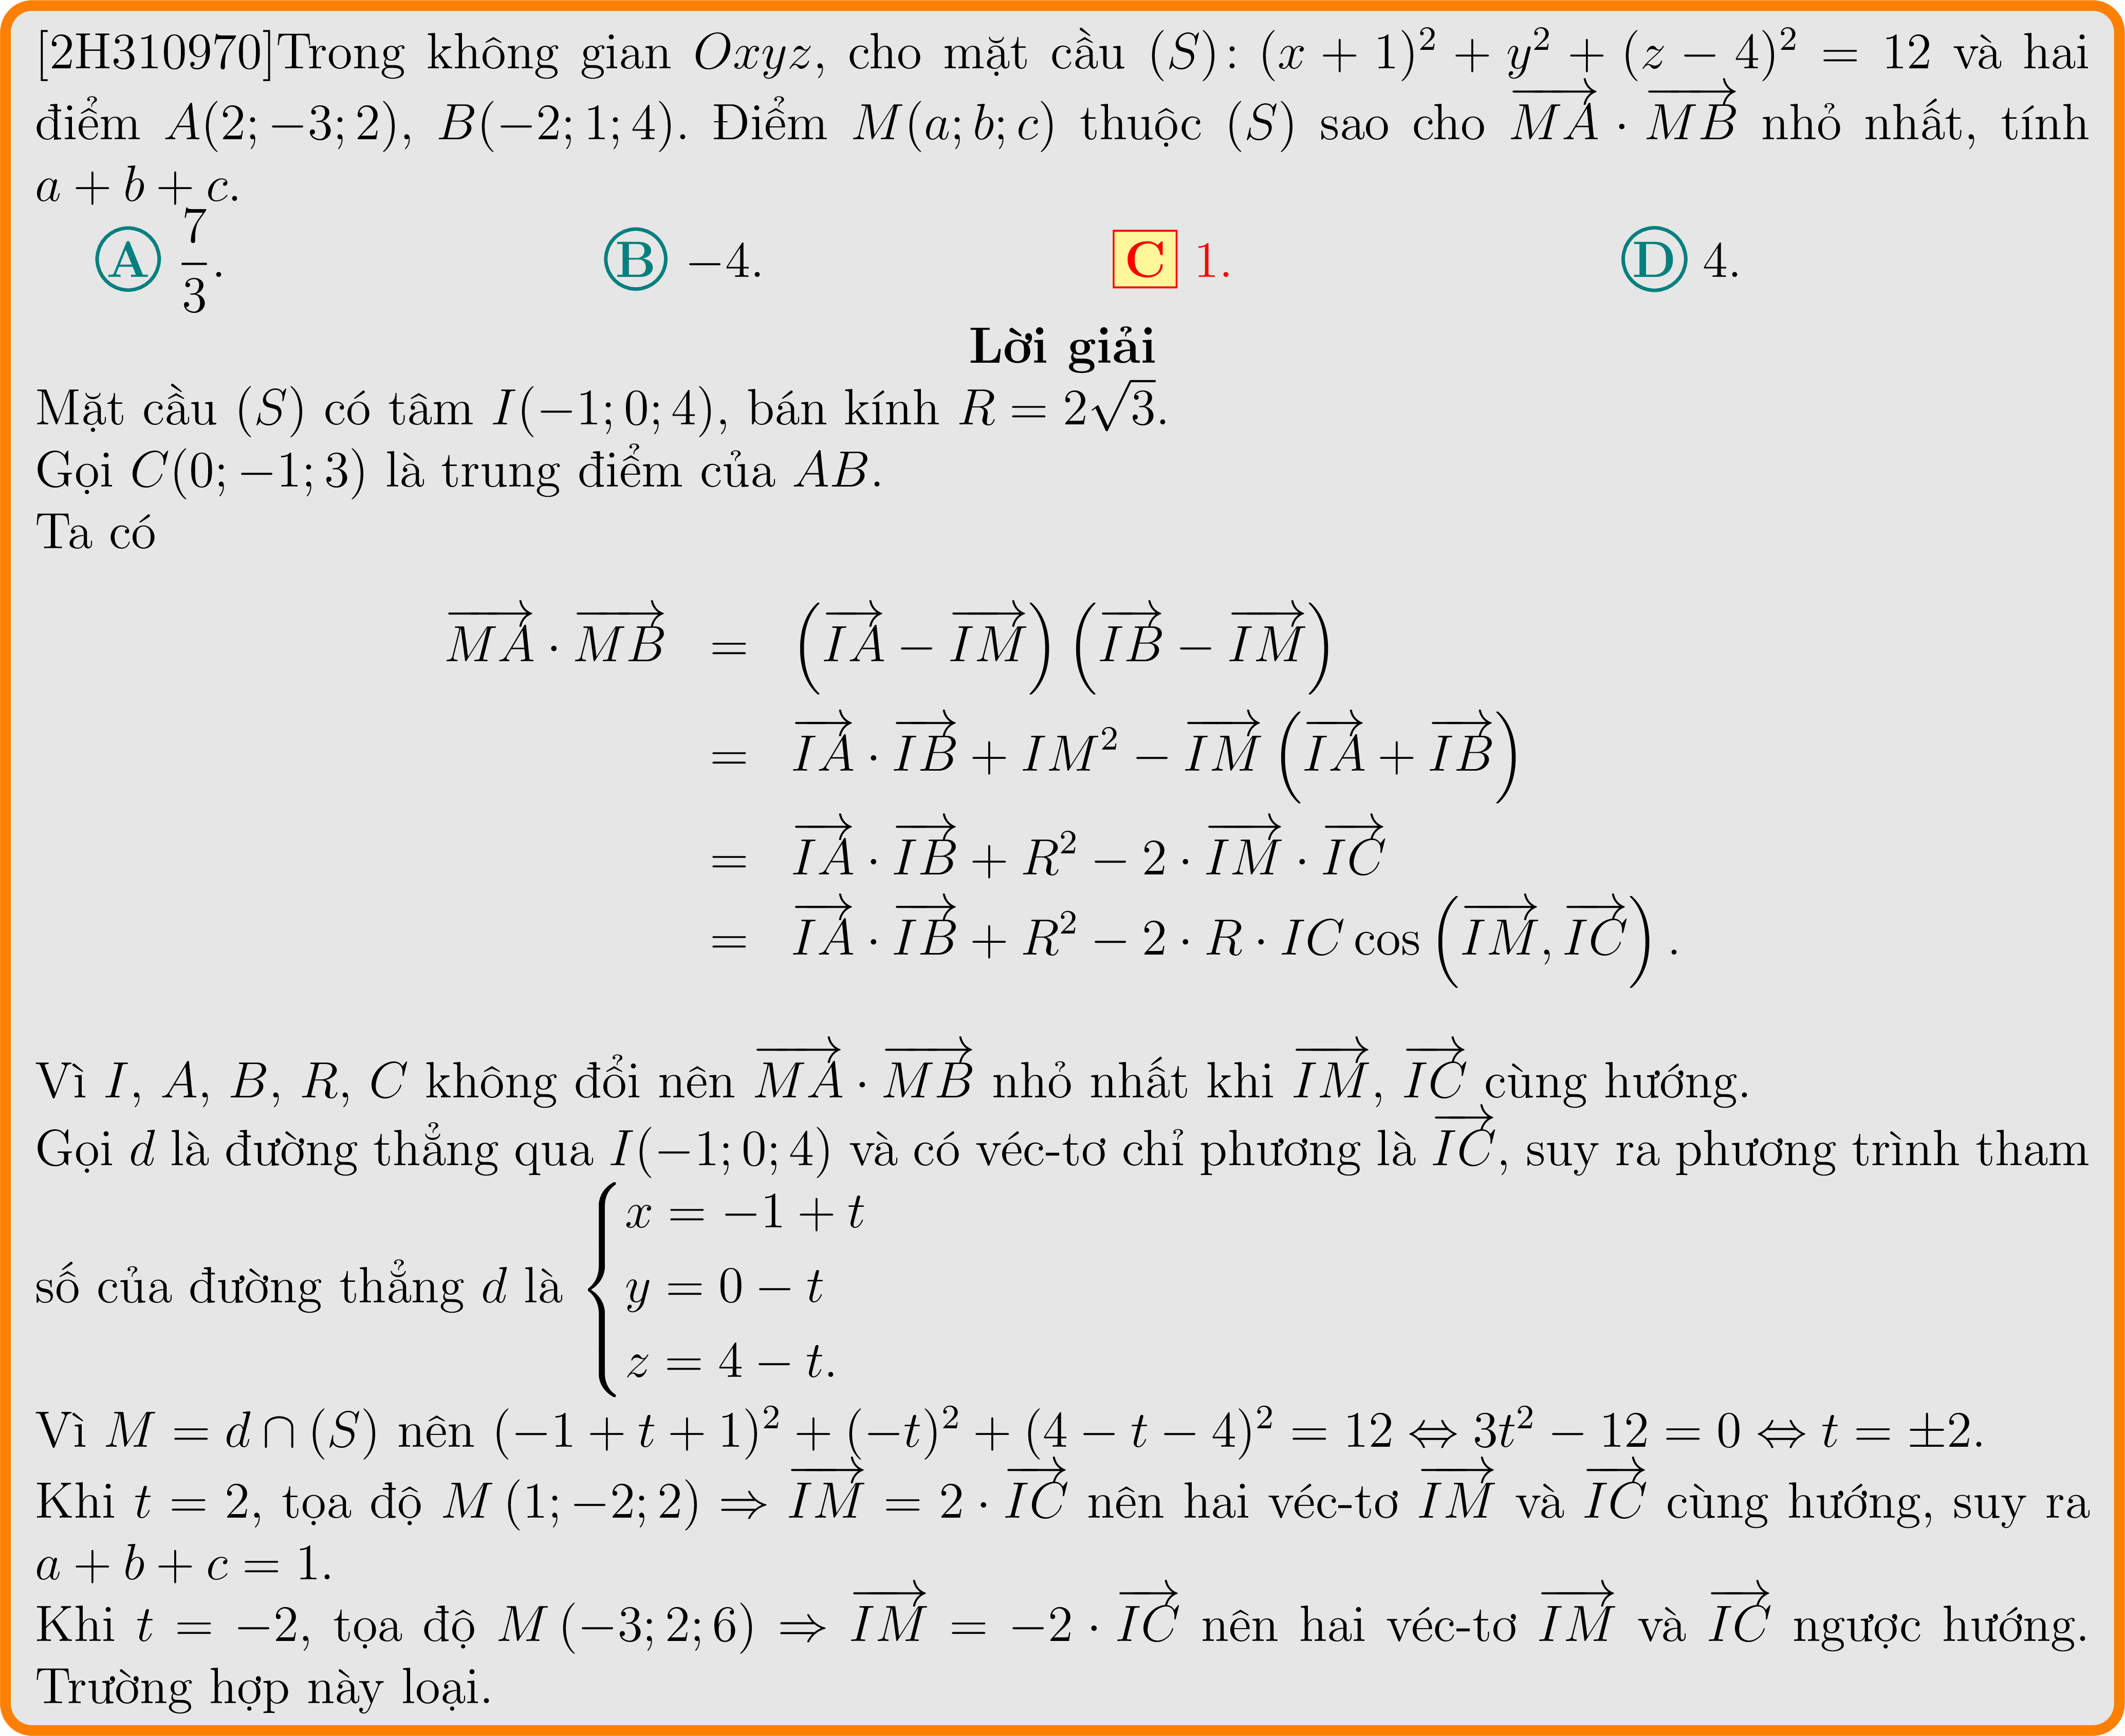 [2H310970]Trong không gian Oxyz, cho mặt cầu (S): (x + 1)² + y² + (z − 4)² = 12 và hai
điểm A(2; −3; 2), B(−2; 1; 4). Điểm M(a; b; c) thuộc (S) sao cho $\overrightarrow{MA} \cdot \overrightarrow{MB}$ nhỏ nhất, tính
a + b + c.
A $\frac{7}{3}$. B −4. C 1. D 4.
Lời giải
Mặt cầu (S) có tâm I(−1; 0; 4), bán kính R = 2√3.
Gọi C(0; −1; 3) là trung điểm của AB.
Ta có
$\overrightarrow{MA} \cdot \overrightarrow{MB} = \left(\overrightarrow{IA} - \overrightarrow{IM}\right)\left(\overrightarrow{IB} - \overrightarrow{IM}\right)$
$= \overrightarrow{IA} \cdot \overrightarrow{IB} + IM^2 - \overrightarrow{IM}\left(\overrightarrow{IA} + \overrightarrow{IB}\right)$
$= \overrightarrow{IA} \cdot \overrightarrow{IB} + R^2 - 2 \cdot \overrightarrow{IM} \cdot \overrightarrow{IC}$
$= \overrightarrow{IA} \cdot \overrightarrow{IB} + R^2 - 2 \cdot R \cdot IC \cos\left(\overrightarrow{IM}, \overrightarrow{IC}\right).$
Vì I, A, B, R, C không đổi nên $\overrightarrow{MA} \cdot \overrightarrow{MB}$ nhỏ nhất khi $\overrightarrow{IM}$, $\overrightarrow{IC}$ cùng hướng.
Gọi d là đường thẳng qua I(−1; 0; 4) và có véc-tơ chỉ phương là $\overrightarrow{IC}$, suy ra phương trình tham
số của đường thẳng d là $\begin{cases} x = -1 + t \\ y = 0 - t \\ z = 4 - t. \end{cases}$
Vì M = d ∩ (S) nên (−1 + t + 1)² + (−t)² + (4 − t − 4)² = 12 ⇔ 3t² − 12 = 0 ⇔ t = ±2.
Khi t = 2, tọa độ M (1; −2; 2) ⇒ $\overrightarrow{IM} = 2 \cdot \overrightarrow{IC}$ nên hai véc-tơ $\overrightarrow{IM}$ và $\overrightarrow{IC}$ cùng hướng, suy ra
a + b + c = 1.
Khi t = −2, tọa độ M (−3; 2; 6) ⇒ $\overrightarrow{IM} = -2 \cdot \overrightarrow{IC}$ nên hai véc-tơ $\overrightarrow{IM}$ và $\overrightarrow{IC}$ ngược hướng.
Trường hợp này loại.